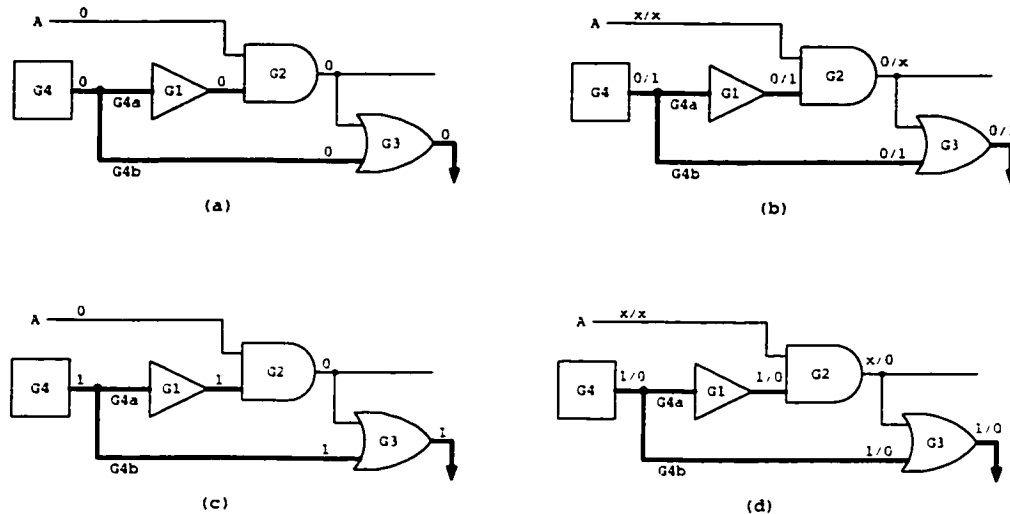 A 0
G4 0 G4a G1 0 G2 0
G4b 0 G3 0
(a)
A x/x
G4 0/1 G4a G1 0/1 G2 0/x
G4b 0/1 G3
(b)
A 0
G4 1 G4a G1 1 G2 0
G4b 1 G3 1
(c)
A x/x
G4 1/0 G4a G1 1/0 G2 x/0
G4b 1/0 G3 1/0
(d)